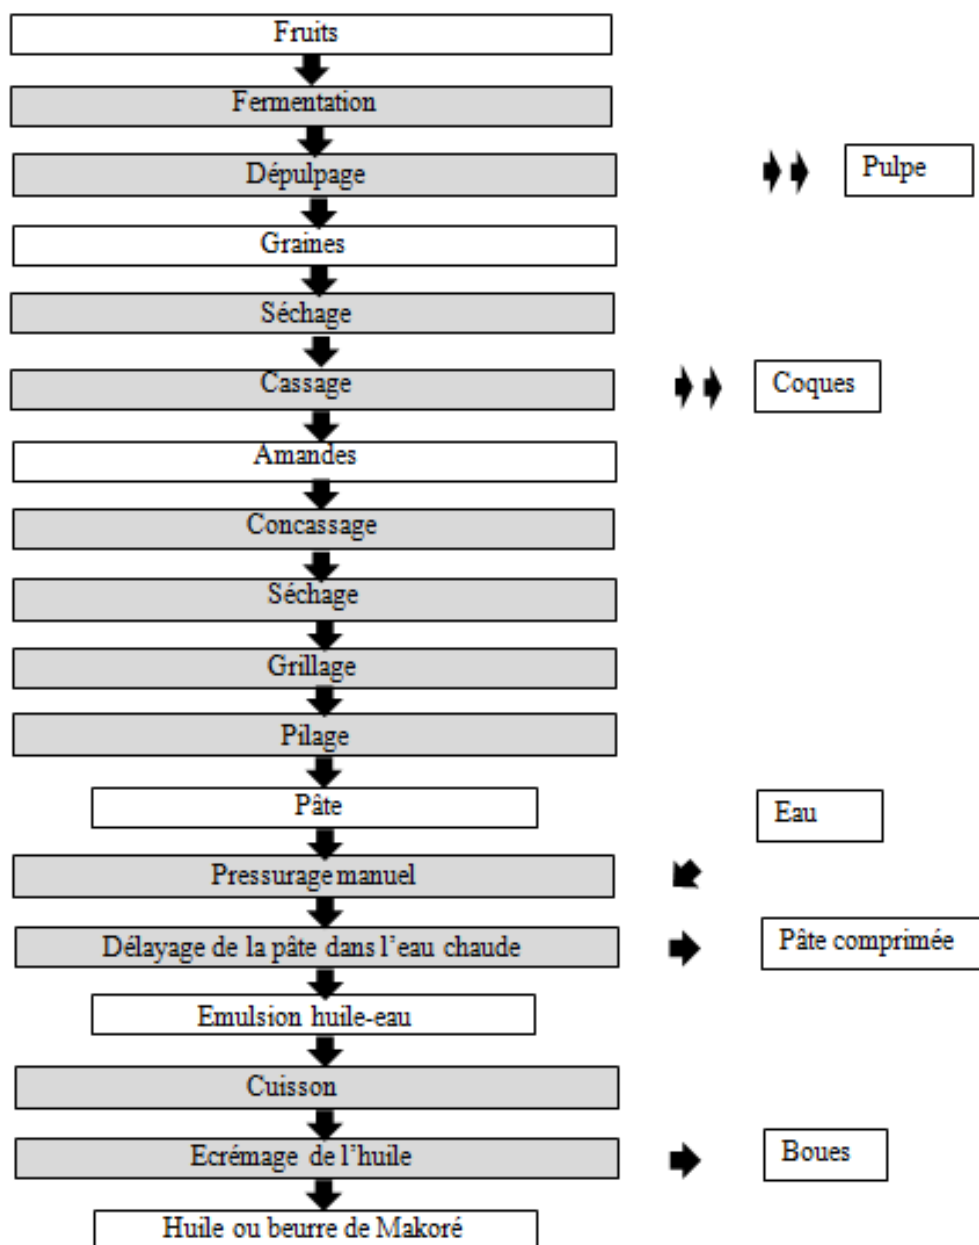 Fruits
Fermentation
Dépulpage
Pulpe
Graines
Séchage
Cassage
Coques
Amandes
Concassage
Séchage
Grillage
Pilage
Pâte
Eau
Pressurage manuel
Délayage de la pâte dans l'eau chaude
Pâte comprimée
Emulsion huile-eau
Cuisson
Ecrémage de l'huile
Boues
Huile ou beurre de Makoré